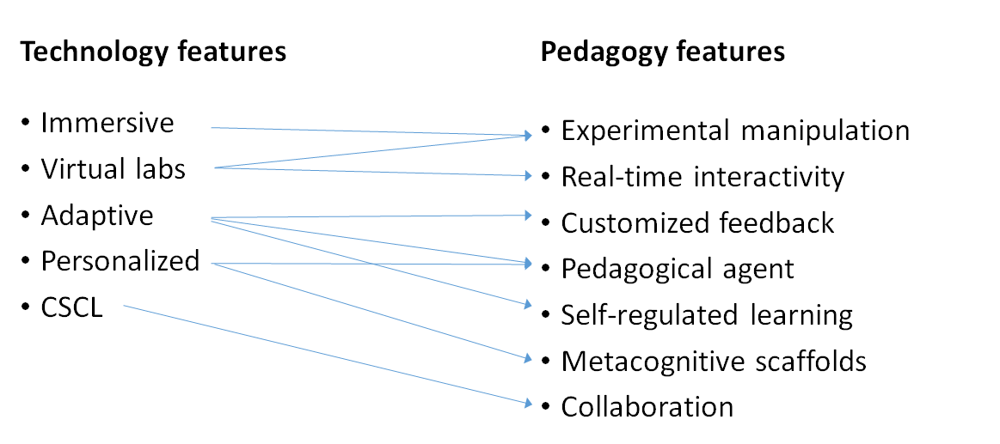 Technology features
• Immersive
• Virtual labs
• Adaptive
• Personalized
• CSCL
Pedagogy features
• Experimental manipulation
• Real-time interactivity
• Customized feedback
• Pedagogical agent
• Self-regulated learning
• Metacognitive scaffolds
• Collaboration